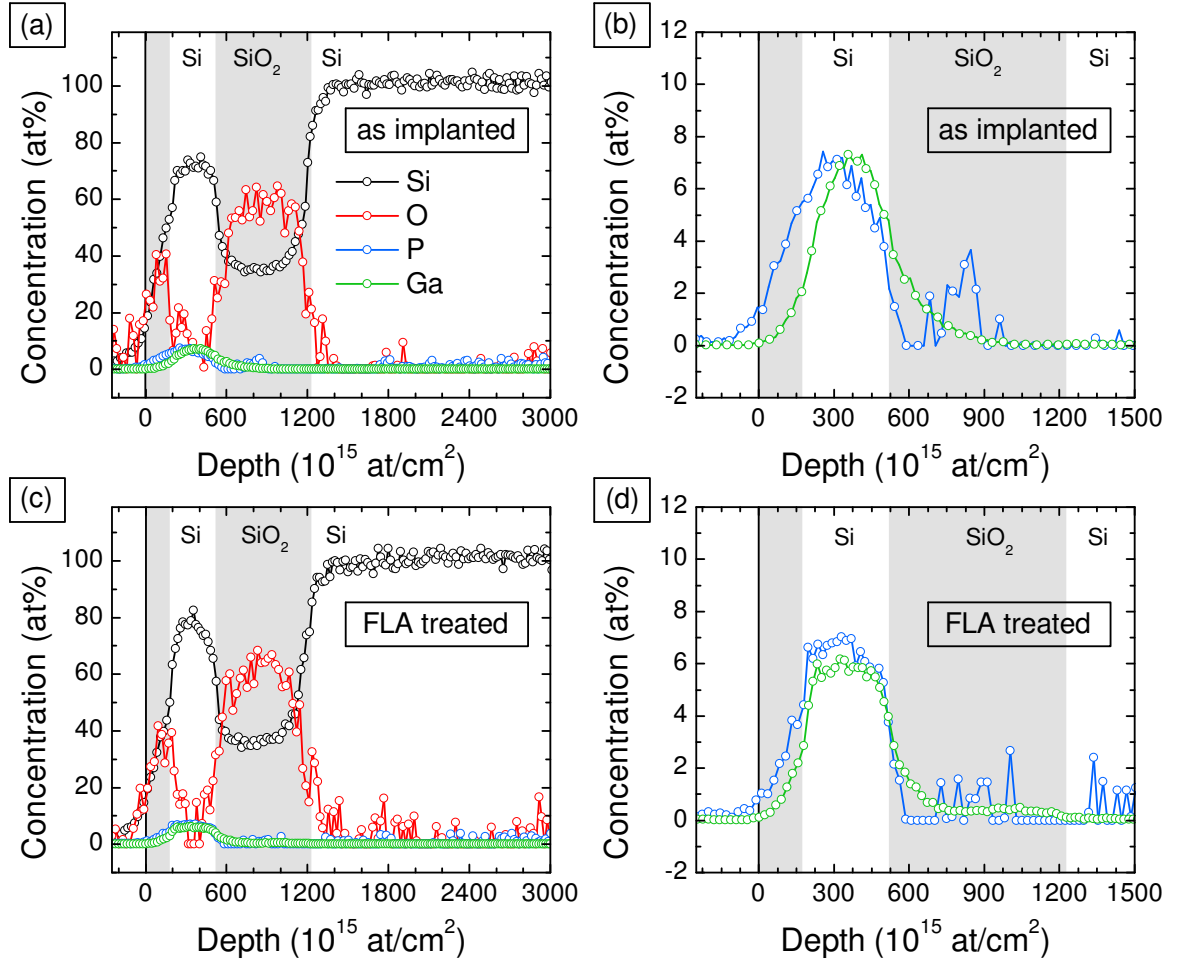 (a)
Si
SiO2
Si
100
80
60
40
20
0
Concentration (at%)
as implanted
Si
O
P
Ga
0
600
1200
1800
2400
3000
Depth (10^15 at/cm^2)
(b)
Si
SiO2
Si
12
10
8
6
4
2
0
-2
Concentration (at%)
as implanted
0
300
600
900
1200
1500
Depth (10^15 at/cm^2)
(c)
Si
SiO2
Si
100
80
60
40
20
0
Concentration (at%)
FLA treated
0
600
1200
1800
2400
3000
Depth (10^15 at/cm^2)
(d)
Si
SiO2
Si
12
10
8
6
4
2
0
-2
Concentration (at%)
FLA treated
0
300
600
900
1200
1500
Depth (10^15 at/cm^2)